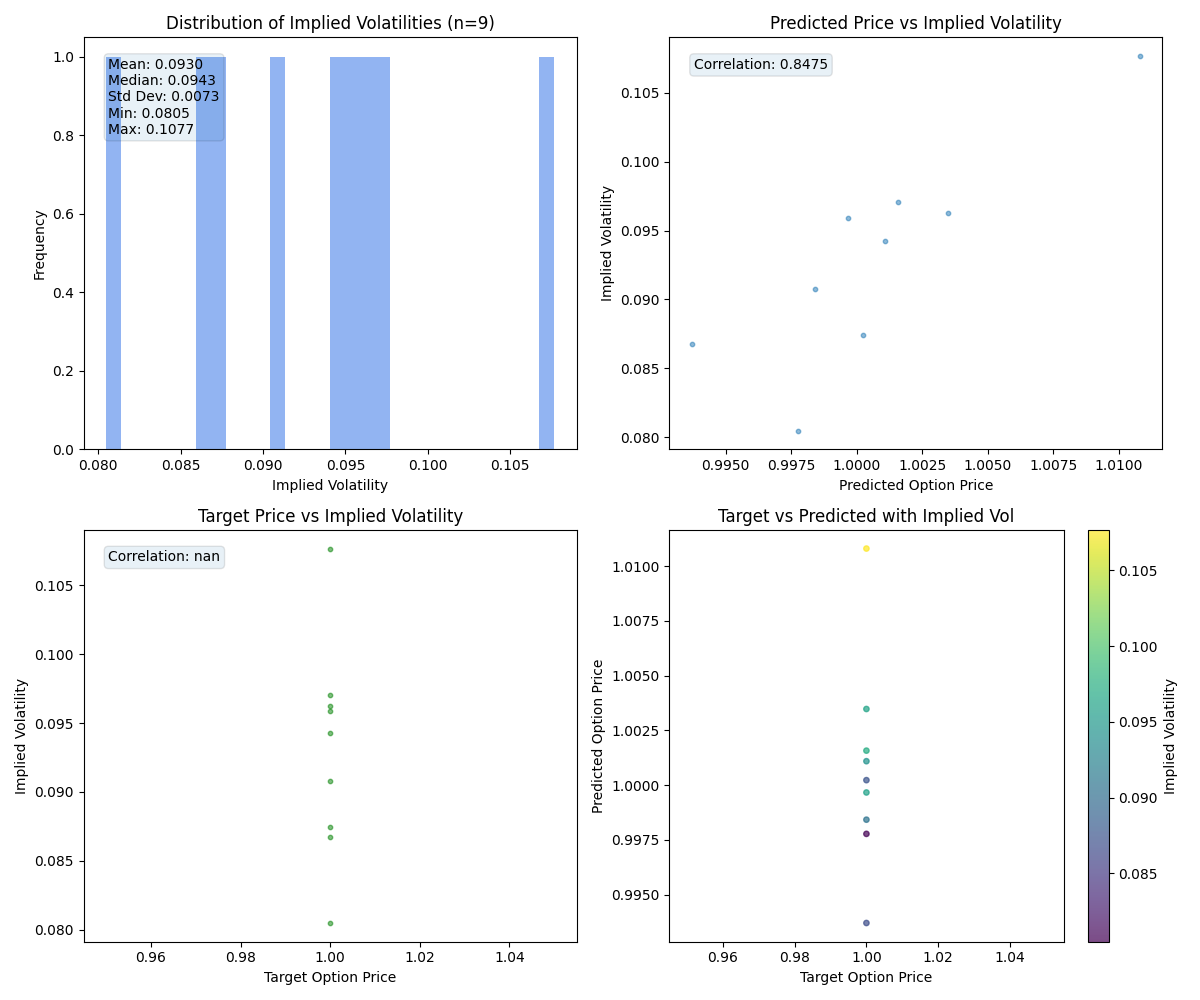 Distribution of Implied Volatilities (n=9)
Mean: 0.0930
Median: 0.0943
Std Dev: 0.0073
Min: 0.0805
Max: 0.1077
1.0
0.8
0.6
0.4
0.2
0.0
Frequency
0.080 0.085 0.090 0.095 0.100 0.105
Implied Volatility
Predicted Price vs Implied Volatility
Correlation: 0.8475
0.105
0.100
0.095
0.090
0.085
0.080
Implied Volatility
0.9950 0.9975 1.0000 1.0025 1.0050 1.0075 1.0100
Predicted Option Price
Target Price vs Implied Volatility
Correlation: nan
0.105
0.100
0.095
0.090
0.085
0.080
Implied Volatility
0.96 0.98 1.00 1.02 1.04
Target Option Price
Target vs Predicted with Implied Vol
1.0100
1.0075
1.0050
1.0025
1.0000
0.9975
0.9950
Predicted Option Price
0.96 0.98 1.00 1.02 1.04
Target Option Price
0.105
0.100
0.095
0.090
0.085
Implied Volatility